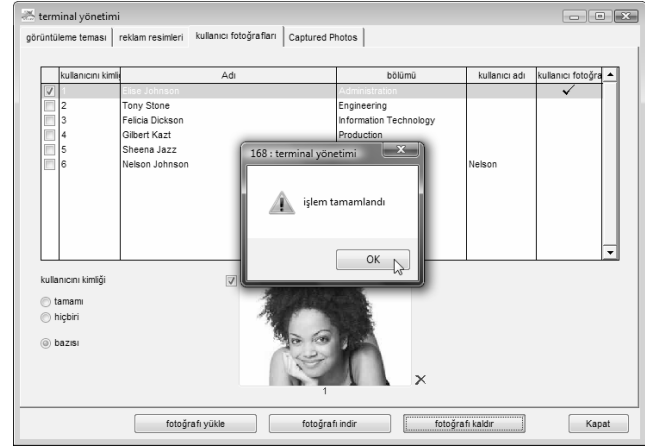 terminal yönetimi
görüntüleme teması reklam resimleri kullanıcı fotoğrafları Captured Photos
kullanıcını kimliğ Adı bölümü kullanıcı adı kullanıcı fotoğra
1 Elise Johnson Administration
2 Tony Stone Engineering
3 Felicia Dickson Information Technology
4 Gilbert Kazt Production
5 Sheena Jazz
6 Nelson Johnson Nelson
168 : terminal yönetimi
işlem tamamlandı
OK
kullanıcını kimliği
tamamı
hiçbiri
bazısı
1
fotoğrafı yükle fotoğrafı indir fotoğrafı kaldır Kapat